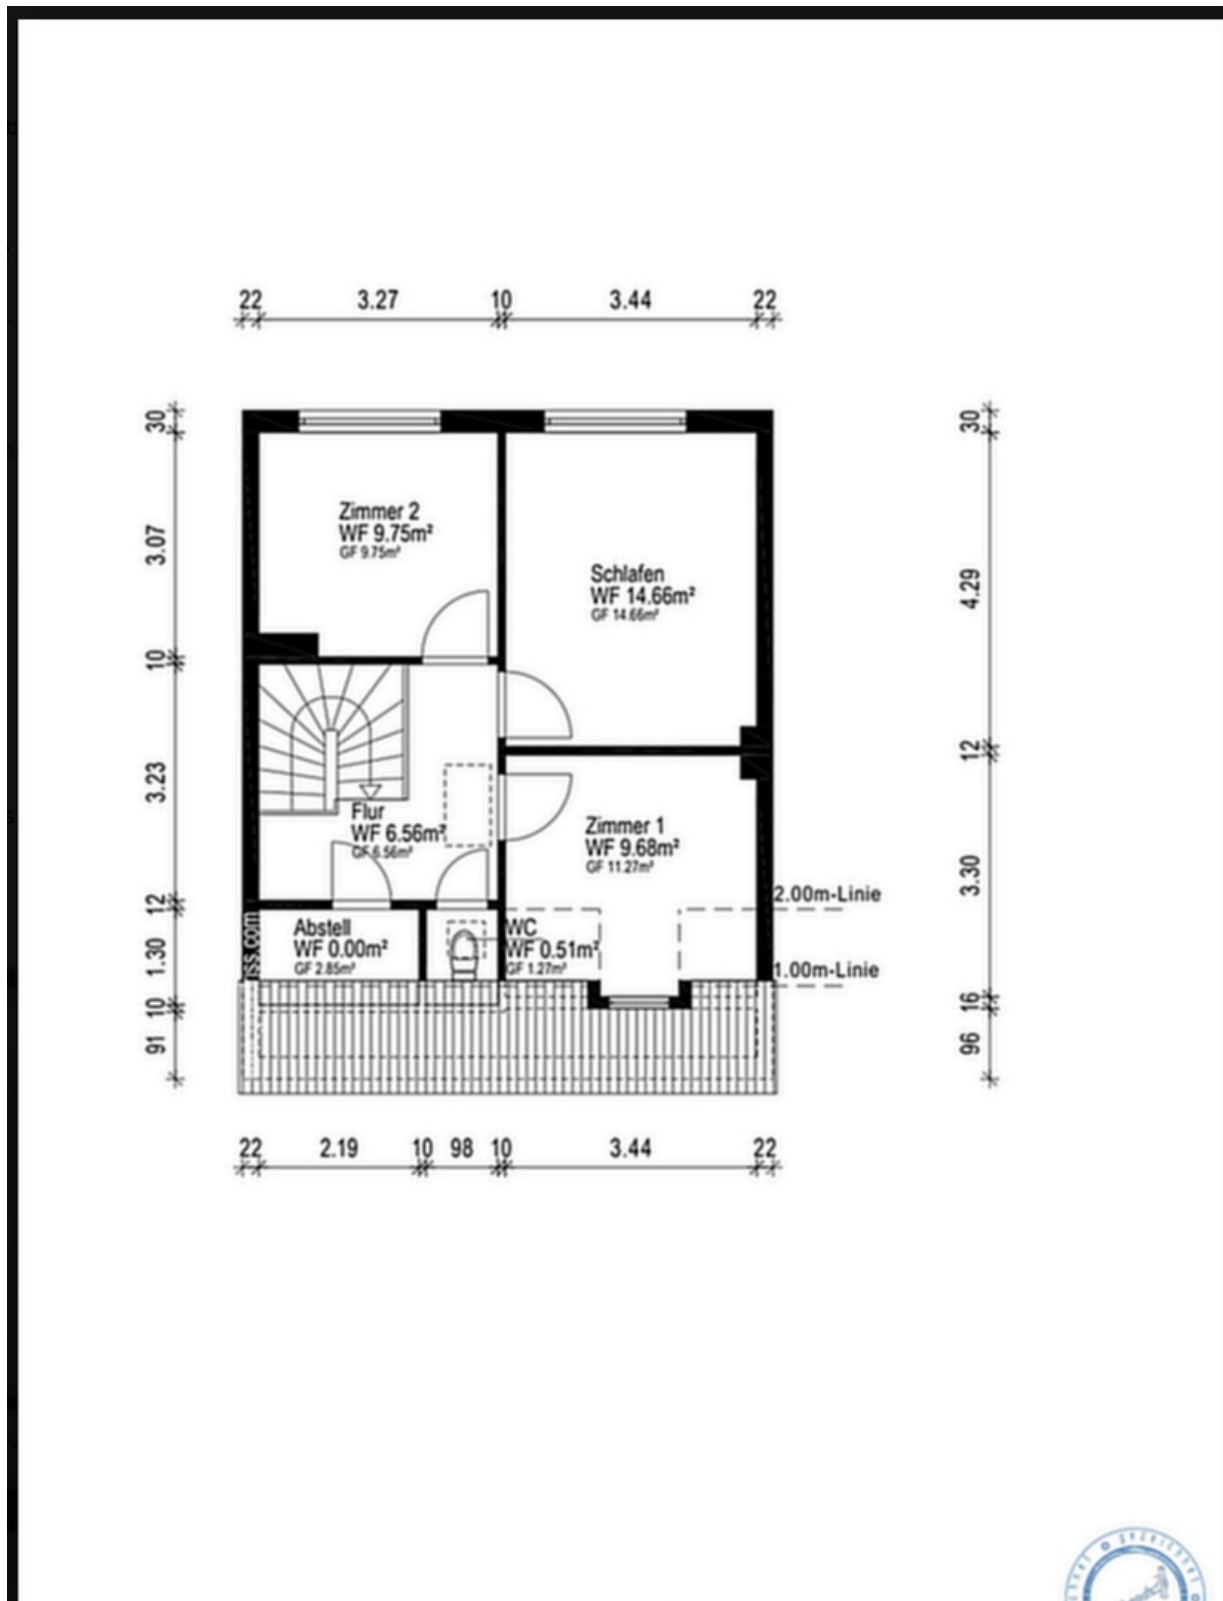 22 3.27 10 3.44 22
30
3.07
10
3.23
12
1.30
10
91
30
4.29
12
3.30
16
96
Zimmer 2
WF 9.75m²
GF 9.75m²
Schlafen
WF 14.66m²
GF 14.66m²
Flur
WF 6.56m²
GF 6.56m²
Zimmer 1
WF 9.68m²
GF 11.27m²
2.00m-Linie
Abstell
WF 0.00m²
GF 2.85m²
WC
WF 0.51m²
GF 1.27m²
1.00m-Linie
22 2.19 10 98 10 3.44 22
gezeichnet